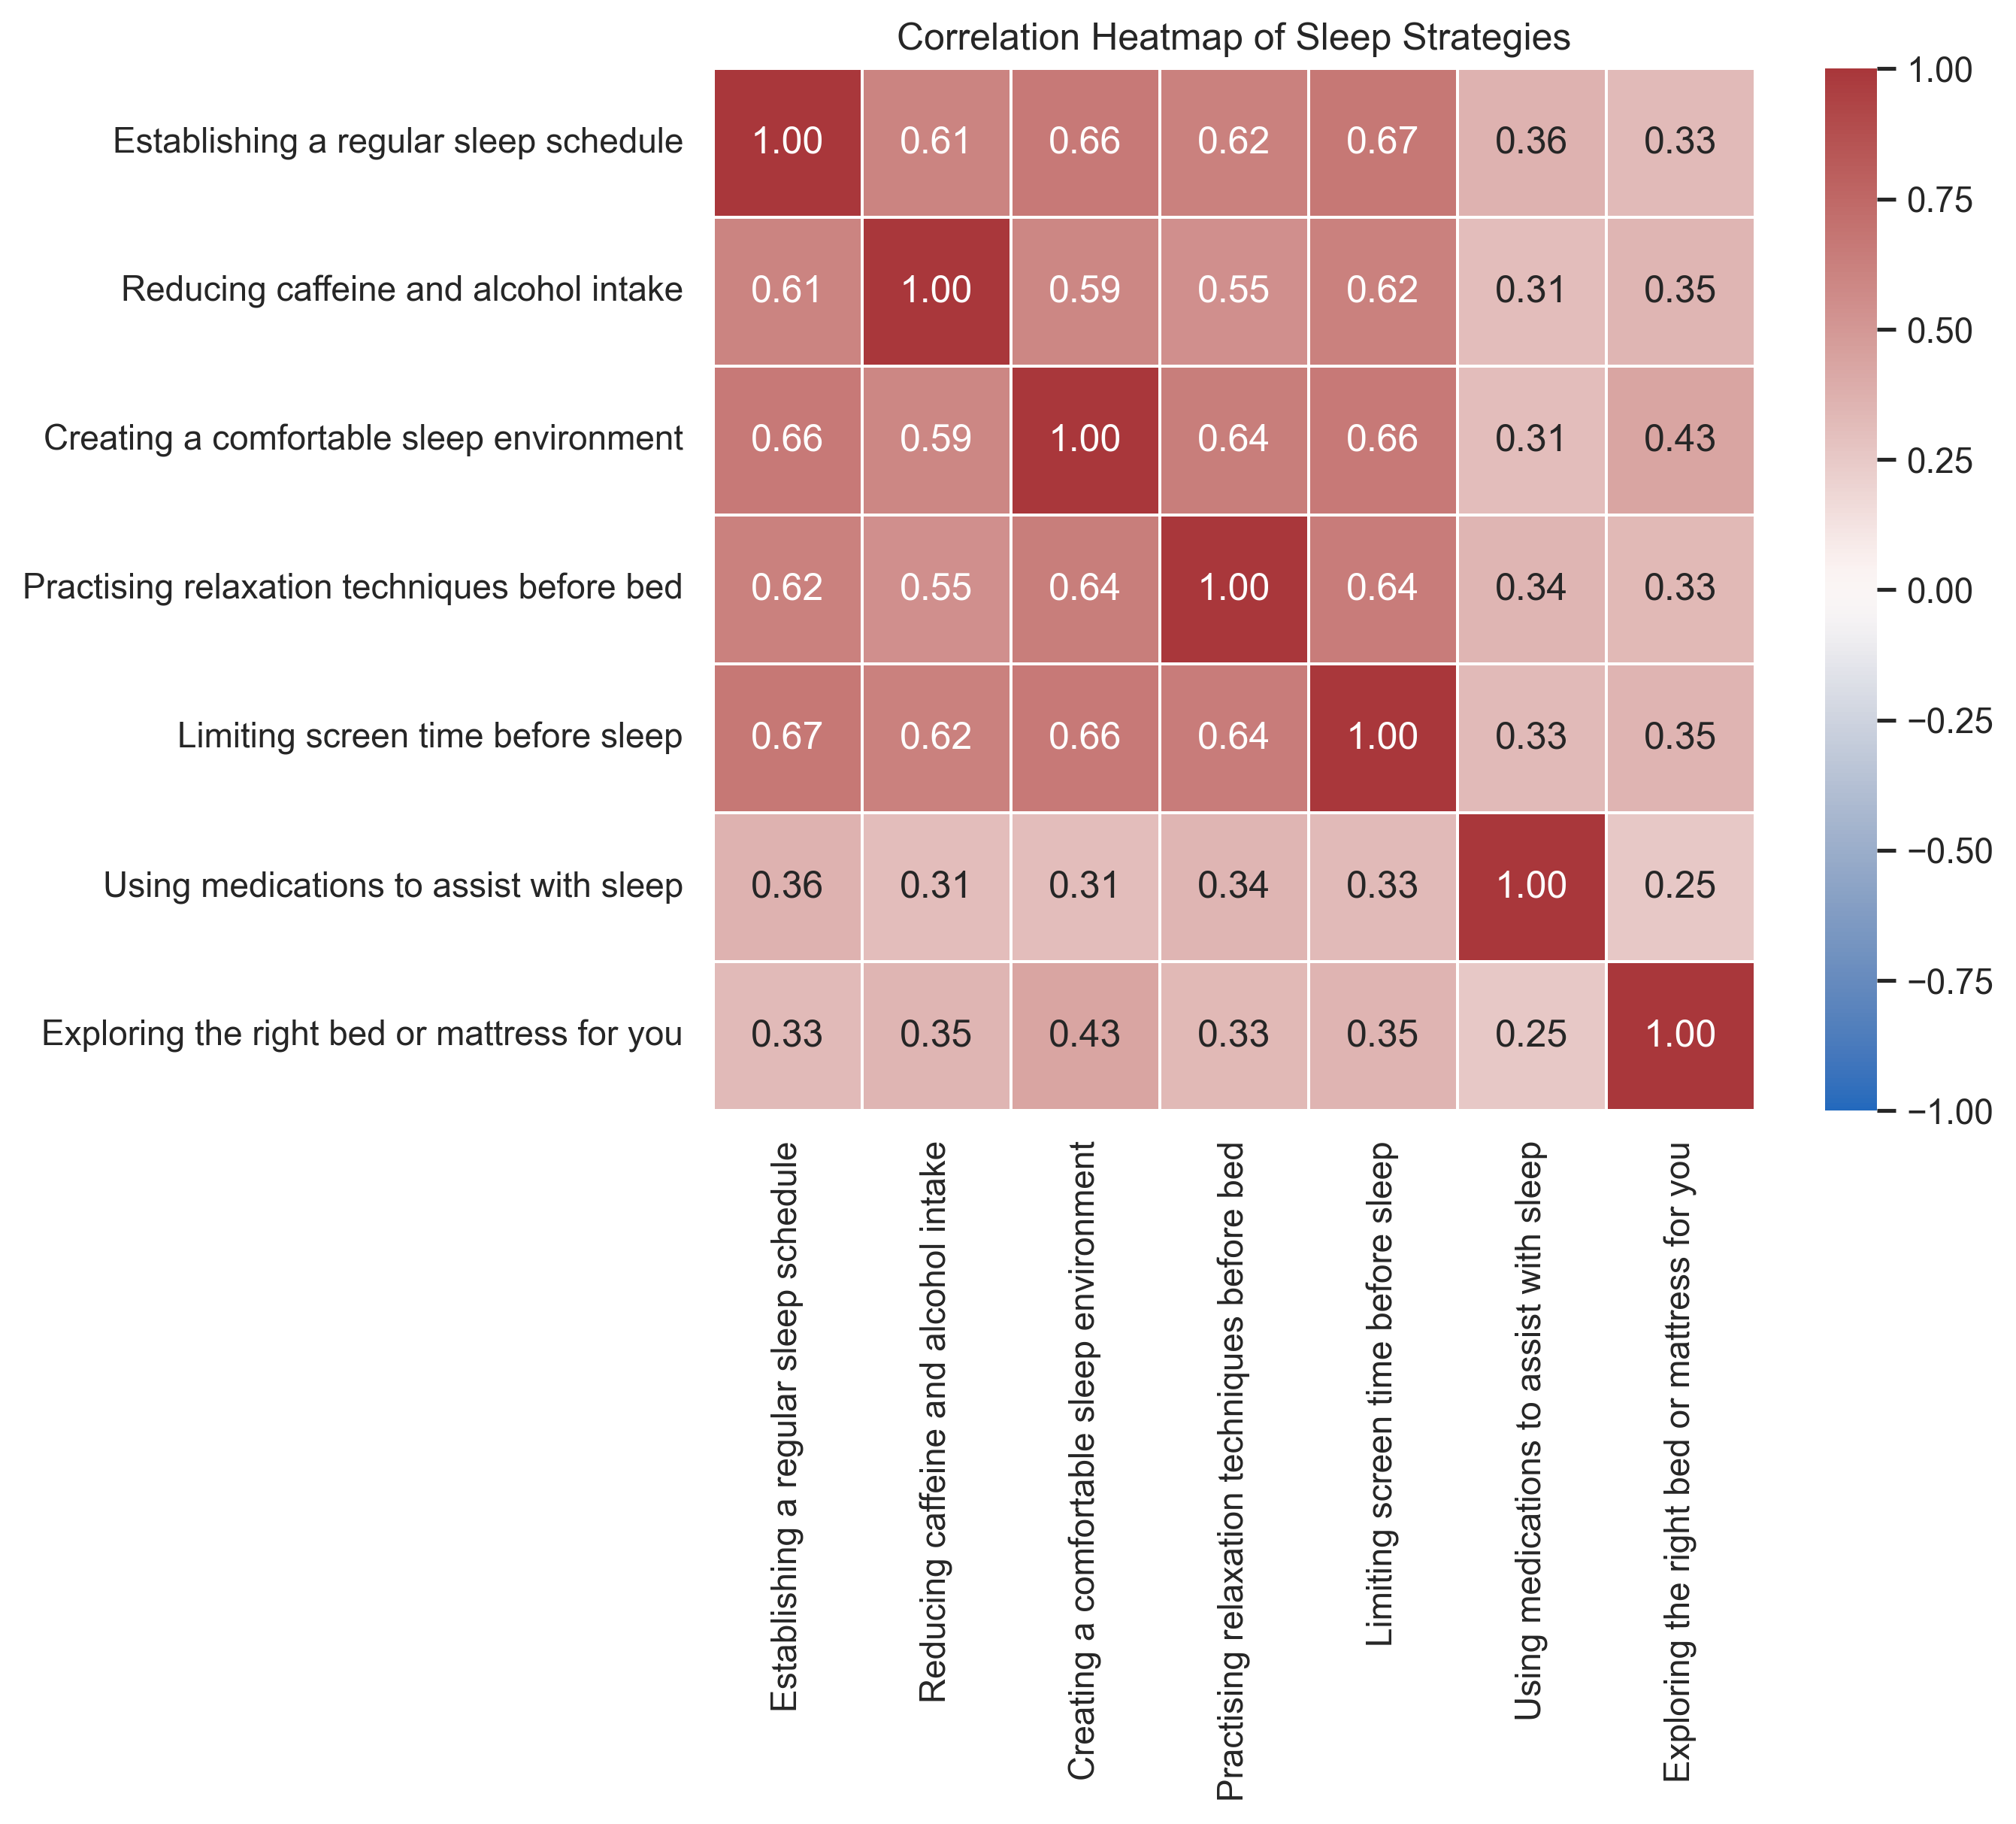 Correlation Heatmap of Sleep Strategies
Establishing a regular sleep schedule 1.00 0.61 0.66 0.62 0.67 0.36 0.33
Reducing caffeine and alcohol intake 0.61 1.00 0.59 0.55 0.62 0.31 0.35
Creating a comfortable sleep environment 0.66 0.59 1.00 0.64 0.66 0.31 0.43
Practising relaxation techniques before bed 0.62 0.55 0.64 1.00 0.64 0.34 0.33
Limiting screen time before sleep 0.67 0.62 0.66 0.64 1.00 0.33 0.35
Using medications to assist with sleep 0.36 0.31 0.31 0.34 0.33 1.00 0.25
Exploring the right bed or mattress for you 0.33 0.35 0.43 0.33 0.35 0.25 1.00
Establishing a regular sleep schedule
Reducing caffeine and alcohol intake
Creating a comfortable sleep environment
Practising relaxation techniques before bed
Limiting screen time before sleep
Using medications to assist with sleep
Exploring the right bed or mattress for you
1.00
0.75
0.50
0.25
0.00
−0.25
−0.50
−0.75
−1.00